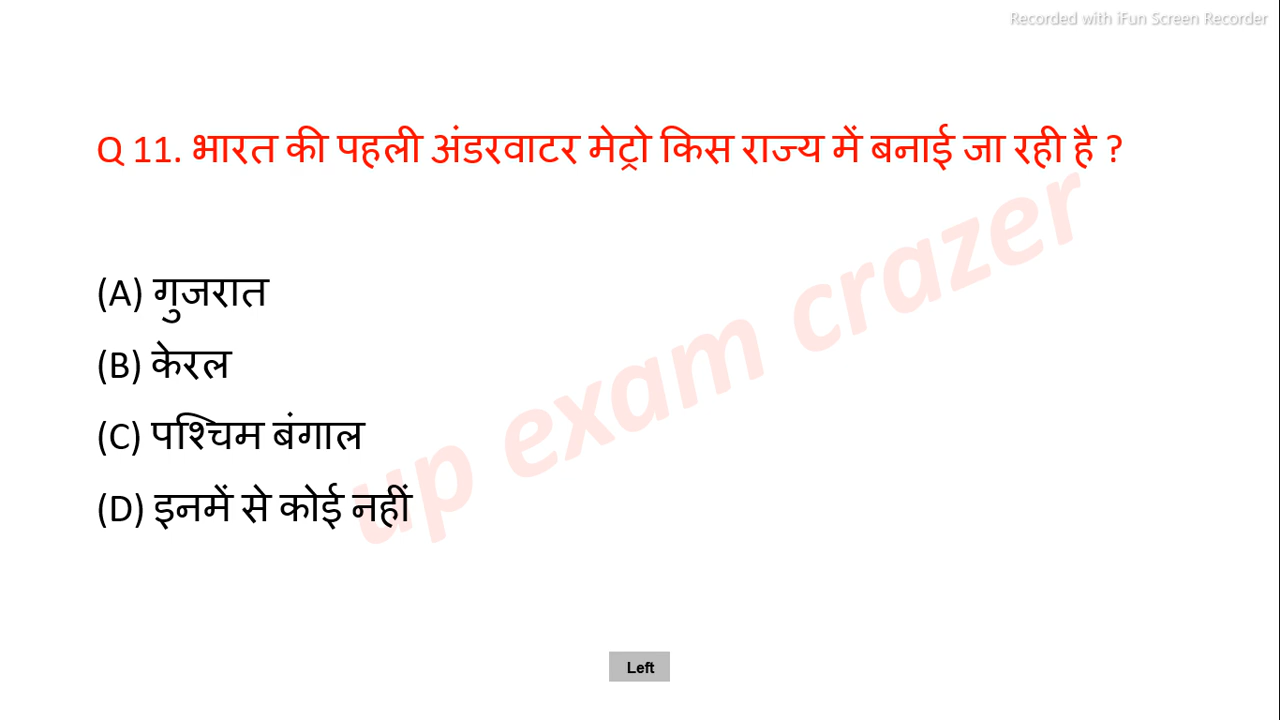 Recorded with iFun Screen Recorder
Q 11. भारत की पहली अंडरवाटर मेट्रो किस राज्य में बनाई जा रही है ?
(A) गुजरात
(B) केरल
(C) पश्चिम बंगाल
(D) इनमें से कोई नहीं
up exam crazer
Left